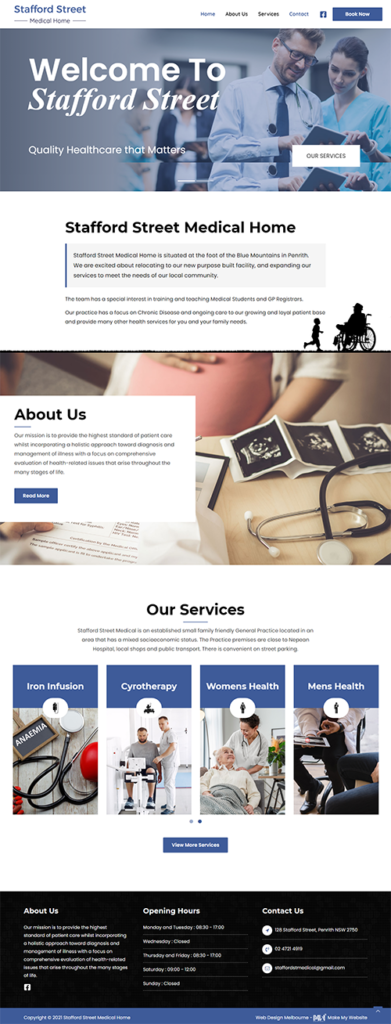 Stafford Street
Medical Home
Home About Us Services Contact Book Now
Welcome To
Stafford Street
Quality Healthcare that Matters
OUR SERVICES
Stafford Street Medical Home
Stafford Street Medical Home is situated at the foot of the Blue Mountains in Penrith.
We are excited about relocating to our new purpose built facility, and expanding our
services to meet the needs of our local community.
The team has a special interest in training and teaching Medical Students and GP Registrars.
Our practice has a focus on Chronic Disease and ongoing care to our growing and loyal patient base
and provide many other health services for you and your family needs.
About Us
Our mission is to provide the highest standard of patient care
whilst incorporating a holistic approach toward diagnosis and
management of illness with a focus on comprehensive
evaluation of health-related issues that arise throughout the
many stages of life.
Read More
Our Services
Stafford Street Medical is an established small family friendly General Practice located in an
area that has a mixed socioeconomic status. The Practice premises are close to Nepean
Hospital, local shops and public transport. There is convenient on street parking.
Iron Infusion
Cyrotherapy
Womens Health
Mens Health
ANAEMIA
View More Services
About Us
Our mission is to provide the highest
standard of patient care whilst incorporating
a holistic approach toward diagnosis and
management of illness with a focus on
comprehensive evaluation of health-related
issues that arise throughout the many stages
of life.
Opening Hours
Monday and Tuesday : 08:30 - 17:00
Wednesday : Closed
Thursday and Friday : 08:30 - 17:00
Saturday : 09:00 - 12:00
Sunday : Closed
Contact Us
128 Stafford Street, Penrith NSW 2750
02 4721 4919
staffordstmedical@gmail.com
Copyright © 2021 Stafford Street Medical Home
Web Design Melbourne - Make My Website